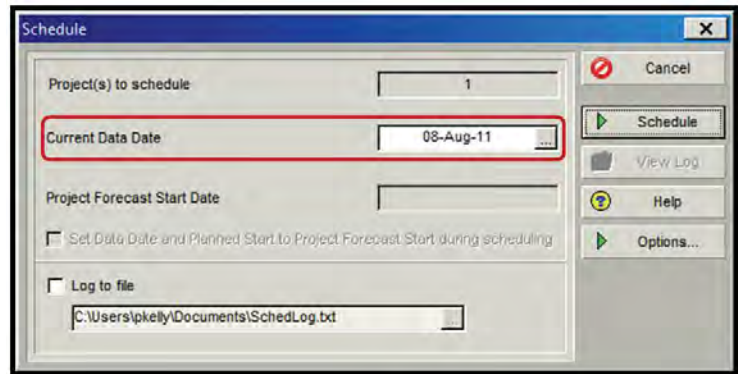 Schedule
Project(s) to schedule
1
Current Data Date
08-Aug-11
...
Project Forecast Start Date
Set Data Date and Planned Start to Project Forecast Start during scheduling
Log to file
C:\Users\pkelly\Documents\SchedLog.txt
...
Cancel
Schedule
View Log
Help
Options...